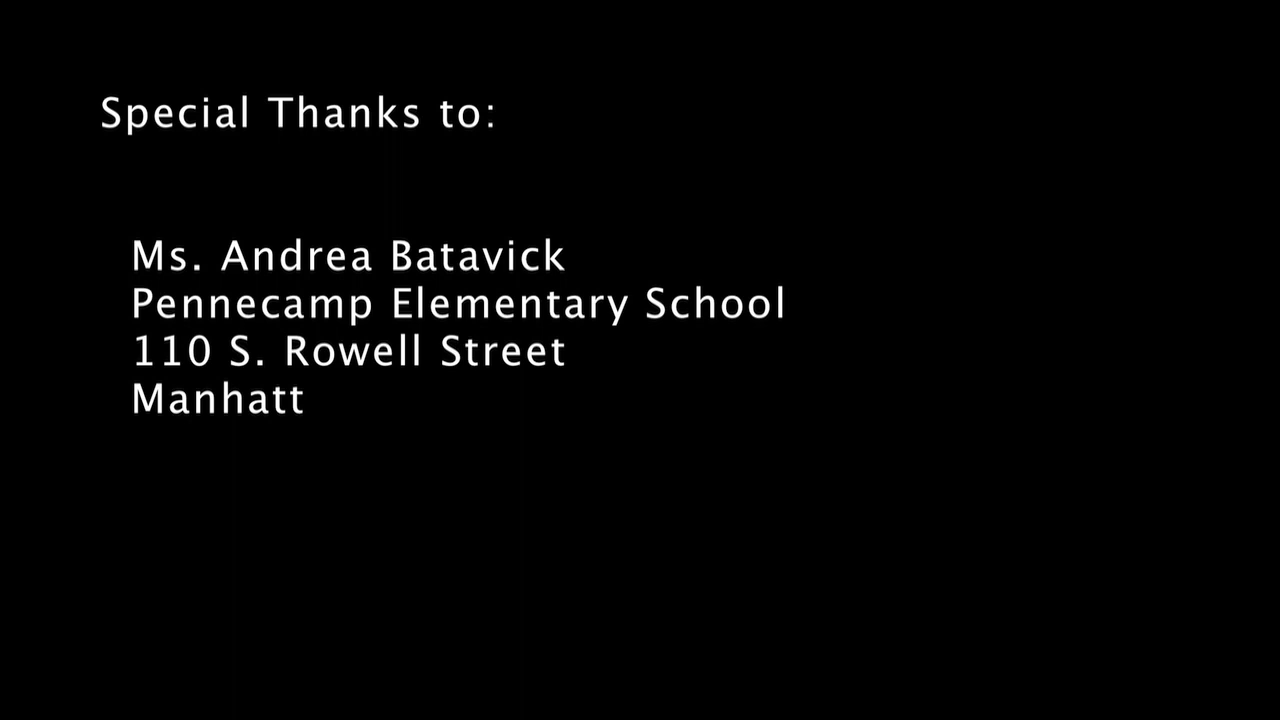 Special Thanks to:
Ms. Andrea Batavick
Pennecamp Elementary School
110 S. Rowell Street
Manhatt